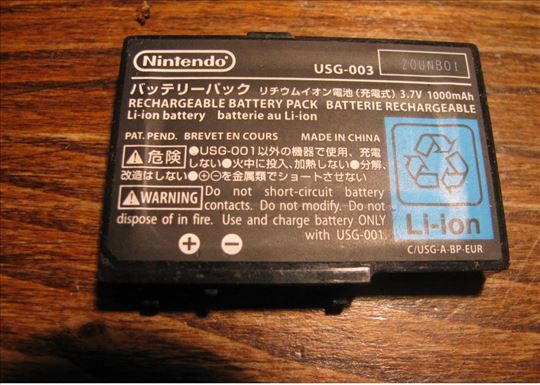 Nintendo
USG-003 20UNB01
バッテリーパック リチウムイオン電池（充電式）3.7V 1000mAh
RECHARGEABLE BATTERY PACK BATTERIE RECHARGEABLE
Li-ion battery batterie au Li-ion
PAT. PEND. BREVET EN COURS MADE IN CHINA
⚠危険 ●USG-001以外の機器で使用、充電
しない●火中に投入、加熱しない●分解、
改造はしない●⊕⊖を金属類でショートさせない
⚠WARNING Do not short-circuit battery
contacts. Do not modify. Do not
dispose of in fire. Use and charge battery ONLY
with USG-001.
Li-ion
⊕ ⊖
C/USG-A-BP-EUR